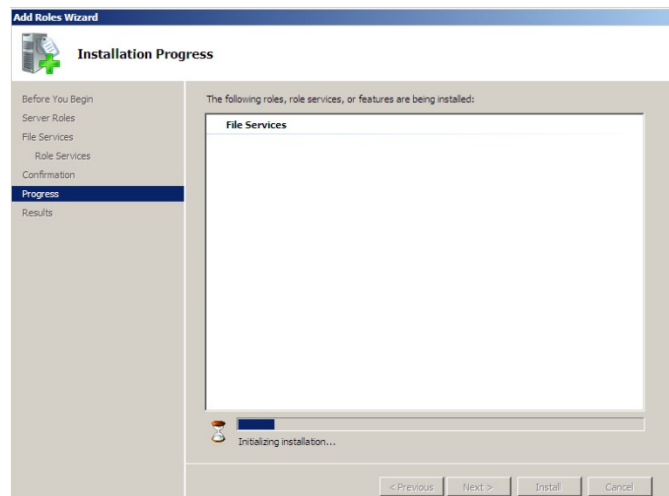 Add Roles Wizard
Installation Progress
Before You Begin
Server Roles
File Services
Role Services
Confirmation
Progress
Results
The following roles, role services, or features are being installed:
File Services
Initializing installation...
< Previous
Next >
Install
Cancel